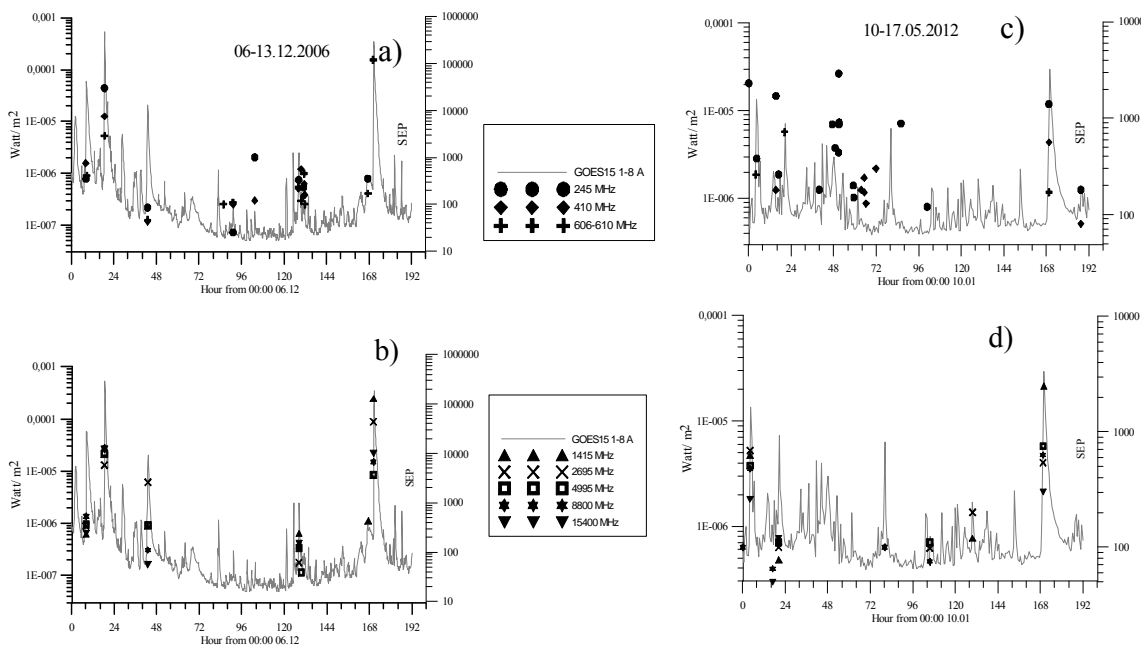 06-13.12.2006
a)
0,001
0,0001
1E-005
1E-006
1E-007
Watt/ m2
1000000
100000
10000
1000
100
10
SEP
0 24 48 72 96 120 144 168 192
Hour from 00:00 06.12
GOES15 1-8 A
245 MHz
410 MHz
606-610 MHz
10-17.05.2012
c)
0,0001
1E-005
1E-006
Watt/ m2
10000
1000
100
SEP
0 24 48 72 96 120 144 168 192
Hour from 00:00 10.01
b)
0,001
0,0001
1E-005
1E-006
1E-007
Watt/ m2
1000000
100000
10000
1000
100
10
SEP
0 24 48 72 96 120 144 168 192
Hour from 00:00 06.12
GOES15 1-8 A
1415 MHz
2695 MHz
4995 MHz
8800 MHz
15400 MHz
d)
0,0001
1E-005
1E-006
Watt/ m2
10000
1000
100
SEP
0 24 48 72 96 120 144 168 192
Hour from 00:00 10.01